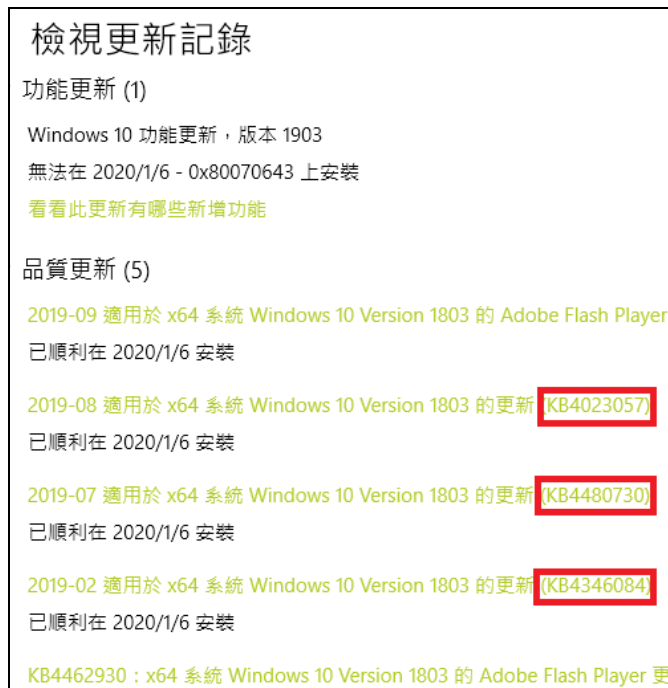 檢視更新記錄
功能更新 (1)
Windows 10 功能更新，版本 1903
無法在 2020/1/6 - 0x80070643 上安裝
看看此更新有哪些新增功能
品質更新 (5)
2019-09 適用於 x64 系統 Windows 10 Version 1803 的 Adobe Flash Player
已順利在 2020/1/6 安裝
2019-08 適用於 x64 系統 Windows 10 Version 1803 的更新 (KB4023057)
已順利在 2020/1/6 安裝
2019-07 適用於 x64 系統 Windows 10 Version 1803 的更新 (KB4480730)
已順利在 2020/1/6 安裝
2019-02 適用於 x64 系統 Windows 10 Version 1803 的更新 (KB4346084)
已順利在 2020/1/6 安裝
KB4462930：x64 系統 Windows 10 Version 1803 的 Adobe Flash Player 更